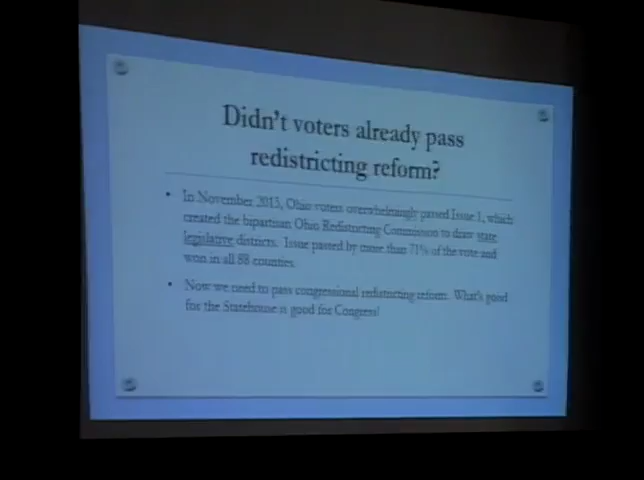 Didn't voters already pass
redistricting reform?
• In November 2015, Ohio voters overwhelmingly passed Issue 1, which
created the bipartisan Ohio Redistricting Commission to draw state
legislative districts. Issue passed by more than 71% of the vote and
won in all 88 counties.
• Now we need to pass congressional redistricting reform. What's good
for the Statehouse is good for Congress!